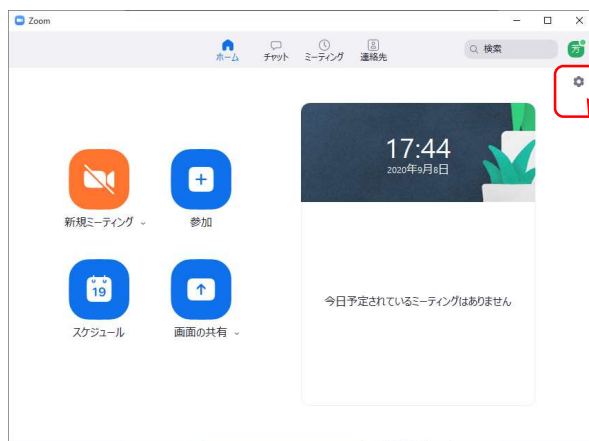 Zoom
ホーム
チャット
ミーティング
連絡先
検索
芳
17:44
2020年9月8日
新規ミーティング
参加
19
スケジュール
画面の共有
今日予定されているミーティングはありません